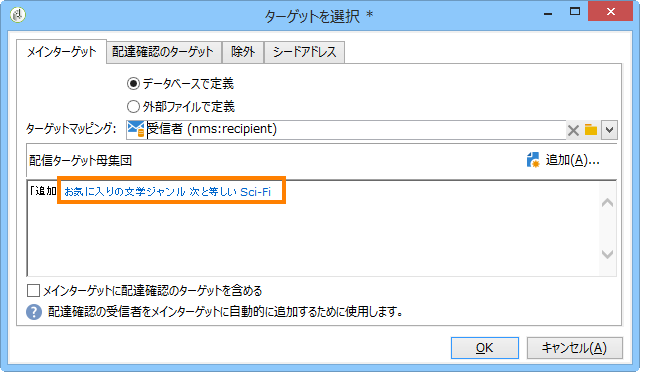 ターゲットを選択 *
メインターゲット 配達確認のターゲット 除外 シードアドレス
データベースで定義
外部ファイルで定義
ターゲットマッピング: 受信者 (nms:recipient)
配信ターゲット母集団 追加(A)...
「追加 お気に入りの文学ジャンル 次と等しい Sci-Fi
メインターゲットに配達確認のターゲットを含める
配達確認の受信者をメインターゲットに自動的に追加するために使用します。
OK キャンセル(A)